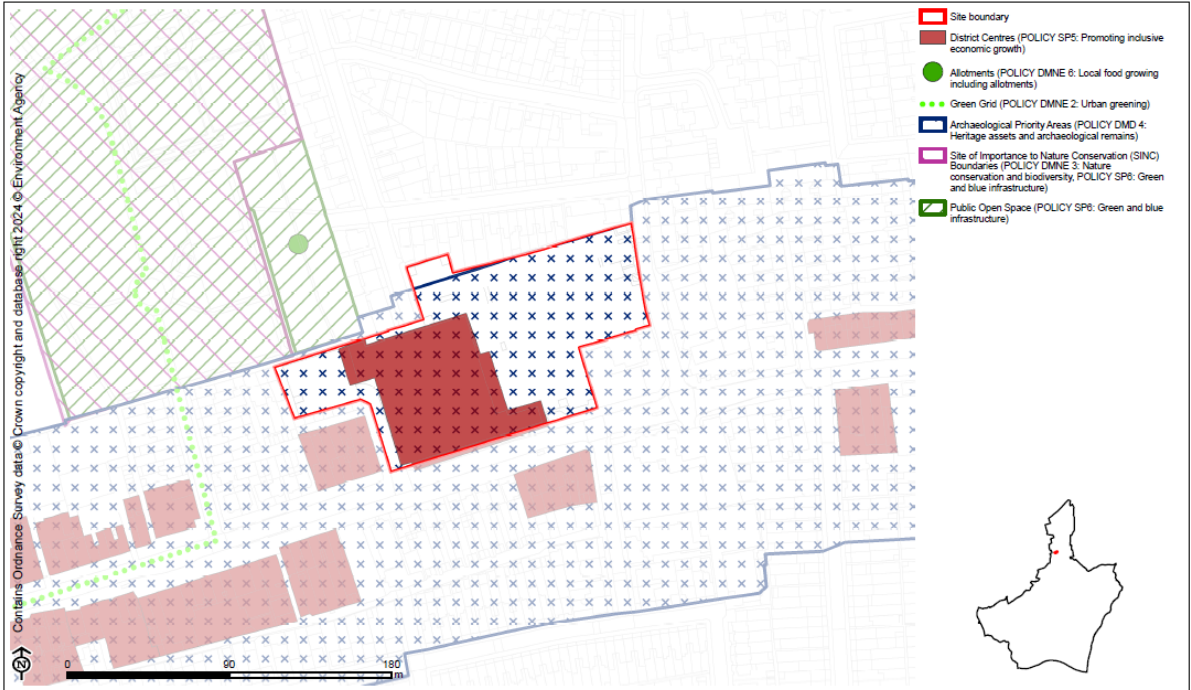 Site boundary
District Centres (POLICY SP5: Promoting inclusive
economic growth)
Allotments (POLICY DMNE 6: Local food growing
including allotments)
Green Grid (POLICY DMNE 2: Urban greening)
Archaeological Priority Areas (POLICY DMD 4:
Heritage assets and archaeological remains)
Site of Importance to Nature Conservation (SINC)
Boundaries (POLICY DMNE 3: Nature
conservation and biodiversity, POLICY SP6: Green
and blue infrastructure)
Public Open Space (POLICY SP6: Green and blue
infrastructure)
Contains Ordnance Survey data © Crown copyright and database right 2024 © Environment Agency
N
0 90 180
m